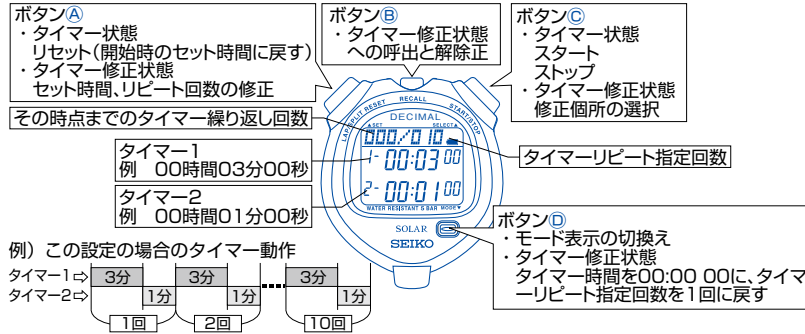 ボタンⒶ
・タイマー状態
リセット(開始時のセット時間に戻す)
・タイマー修正状態
セット時間、リピート回数の修正
ボタンⒷ
・タイマー修正状態
への呼出と解除正
ボタンⒸ
・タイマー状態
スタート
ストップ
・タイマー修正状態
修正個所の選択
その時点までのタイマー繰り返し回数
タイマー1
例 00時間03分00秒
タイマー2
例 00時間01分00秒
LAP/SPLIT RESET RECALL START/STOP
DECIMAL
▲SET SELECT▲
000/010
1- 00:03 00
2- 00:01 00
WATER RESISTANT 5 BAR MODE▼
SOLAR
SEIKO
タイマーリピート指定回数
ボタンⒹ
・モード表示の切換え
・タイマー修正状態
タイマー時間を00:00 00に、タイマ
ーリピート指定回数を1回に戻す
例)この設定の場合のタイマー動作
タイマー1⇨ 3分 3分 3分
タイマー2⇨ 1分 1分 1分
1回 2回 10回